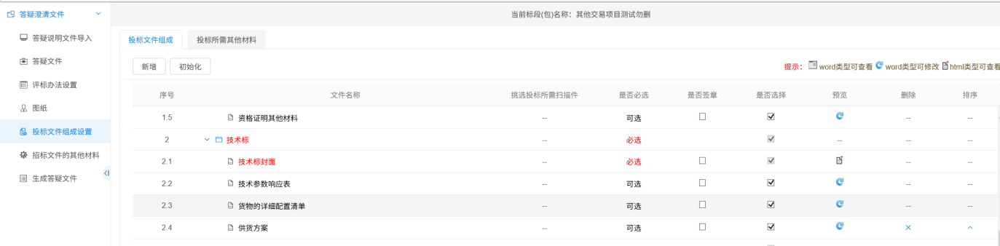 答疑澄清文件
当前标段(包)名称：其他交易项目测试勿删
答疑说明文件导入
答疑文件
评标办法设置
图纸
投标文件组成设置
招标文件的其他材料
生成答疑文件
投标文件组成 投标所需其他材料
新增 初始化
提示： word类型可查看 word类型可修改 html类型可查看
序号 文件名称 挑选投标所需扫描件 是否必选 是否签章 是否选择 预览 删除 排序
1.5 资格证明其他材料 -- 可选 -- --
2 技术标 -- 必选 -- -- --
2.1 技术标封面 -- 必选 -- --
2.2 技术参数响应表 -- 可选 -- --
2.3 货物的详细配置清单 -- 可选 -- --
2.4 供货方案 -- 可选